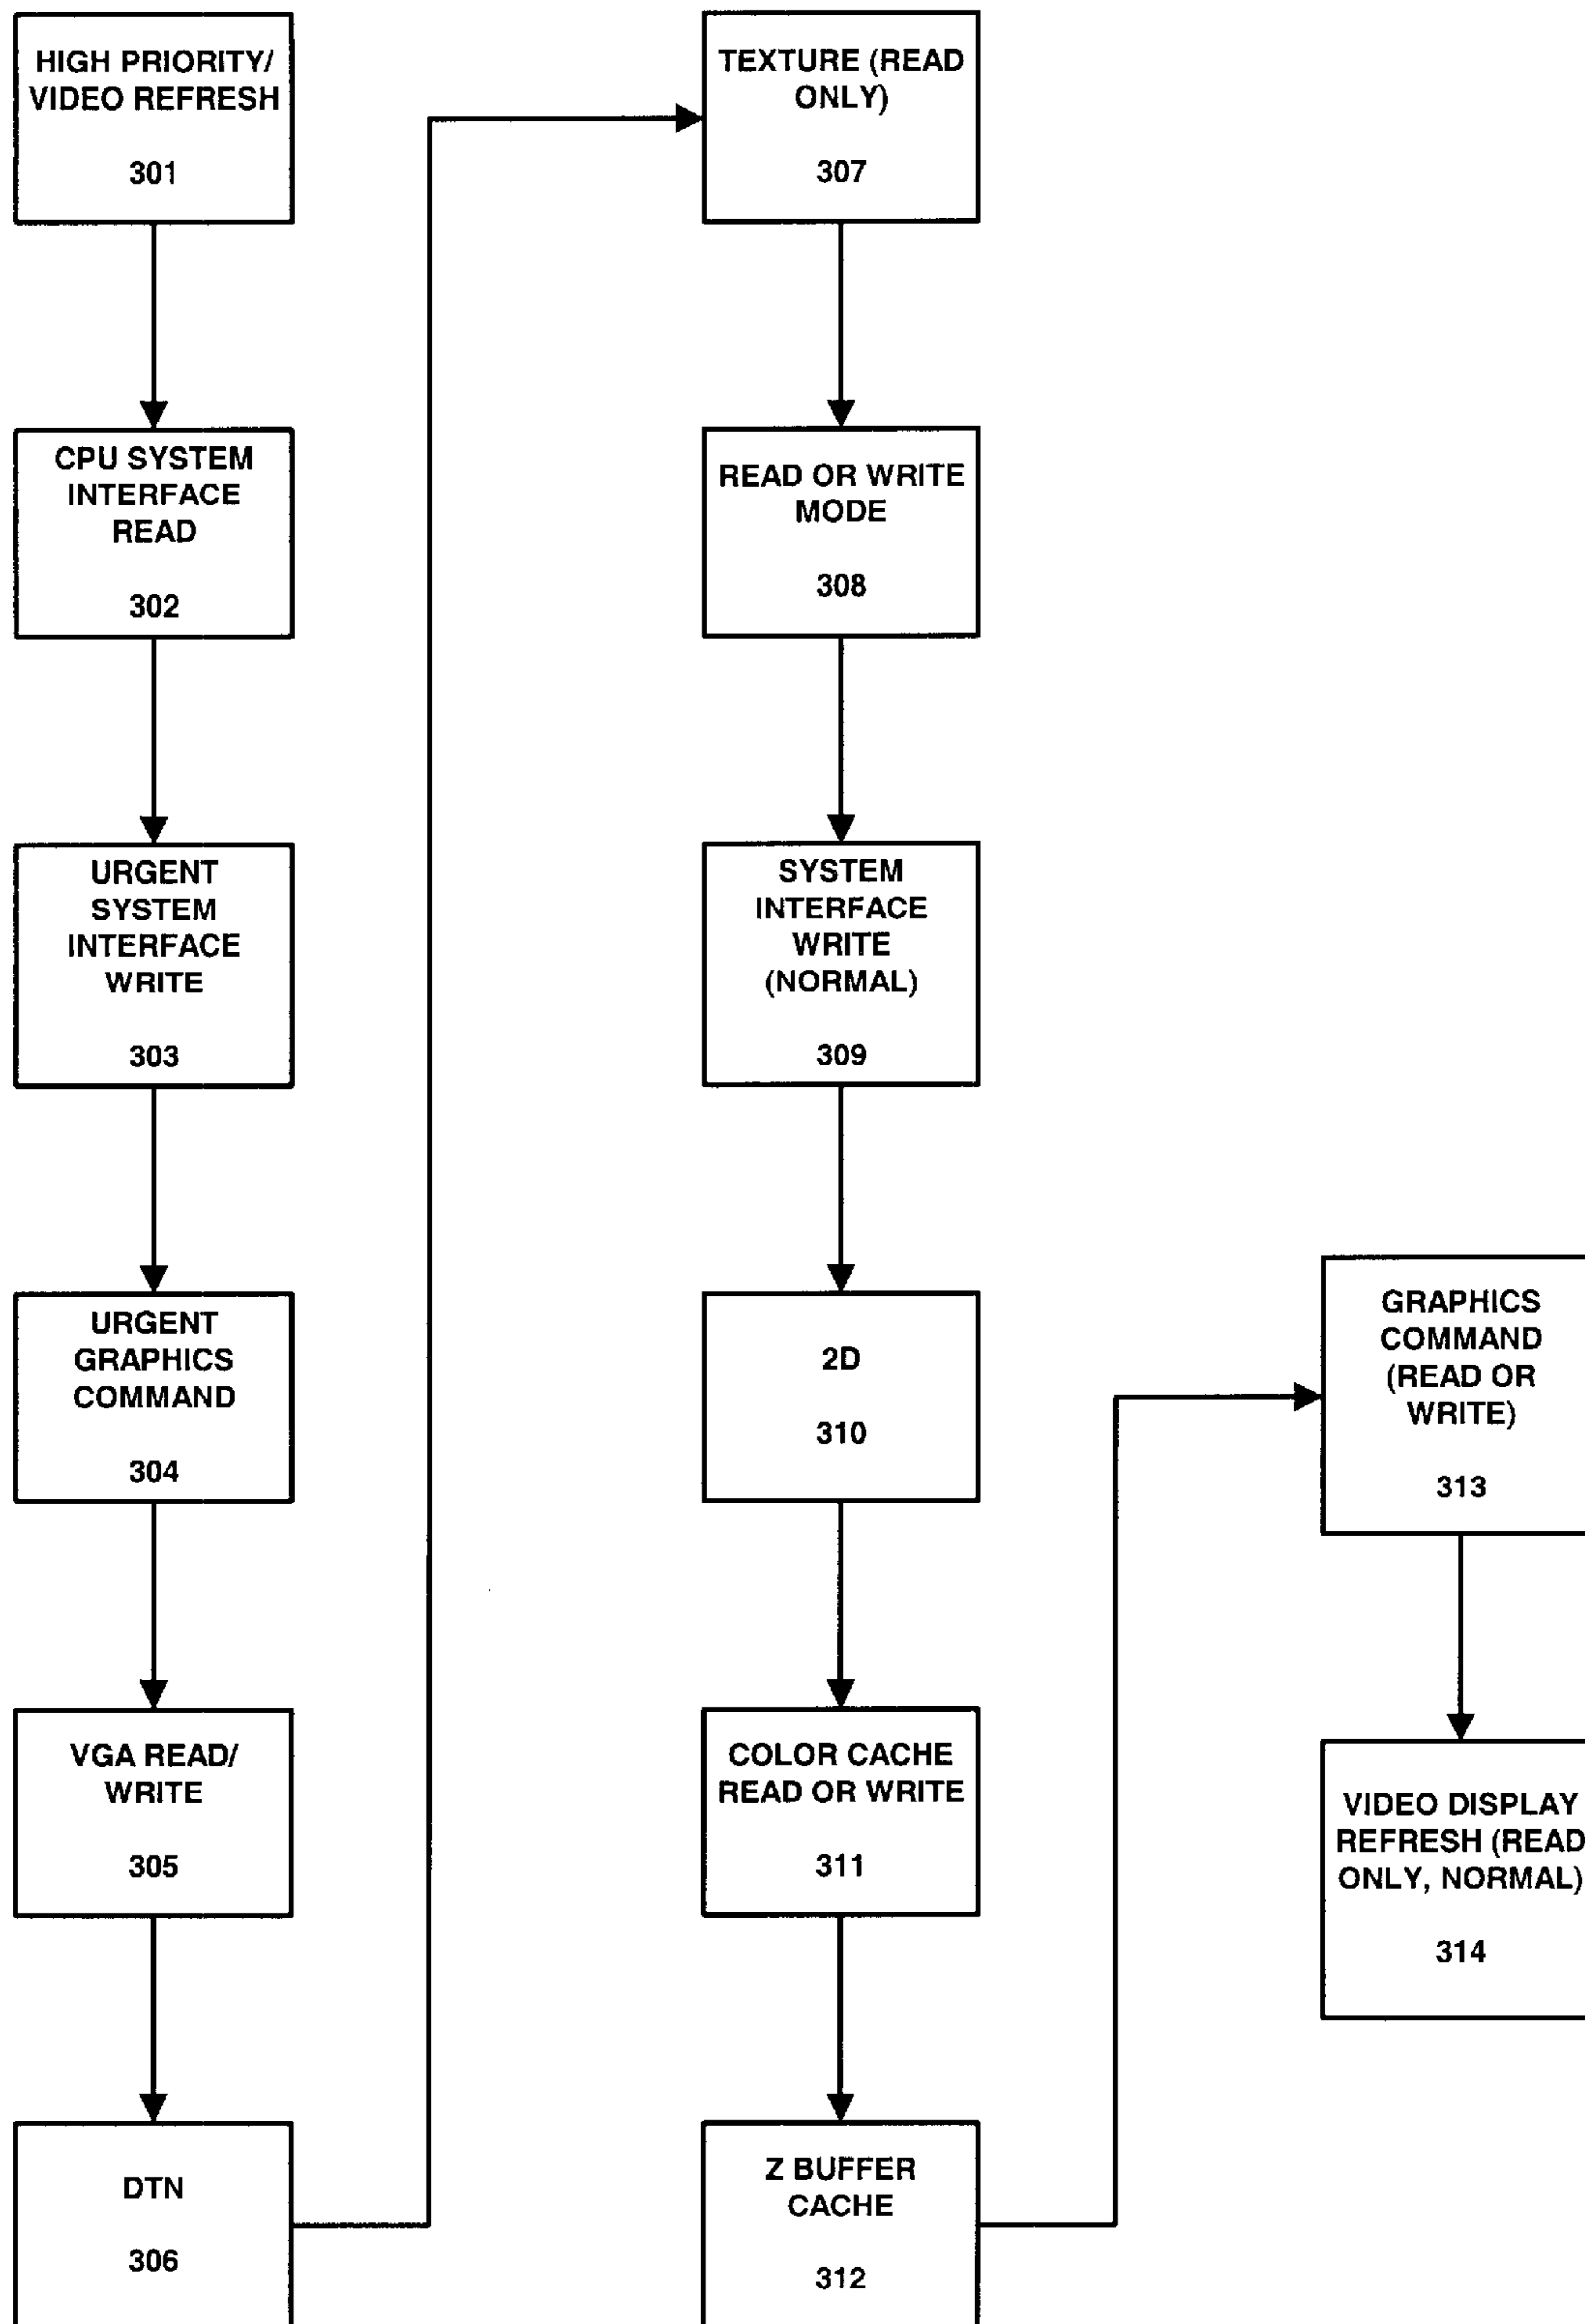 HIGH PRIORITY/
VIDEO REFRESH
301
CPU SYSTEM
INTERFACE
READ
302
URGENT
SYSTEM
INTERFACE
WRITE
303
URGENT
GRAPHICS
COMMAND
304
VGA READ/
WRITE
305
DTN
306
TEXTURE (READ
ONLY)
307
READ OR WRITE
MODE
308
SYSTEM
INTERFACE
WRITE
(NORMAL)
309
2D
310
COLOR CACHE
READ OR WRITE
311
Z BUFFER
CACHE
312
GRAPHICS
COMMAND
(READ OR
WRITE)
313
VIDEO DISPLAY
REFRESH (READ
ONLY, NORMAL)
314